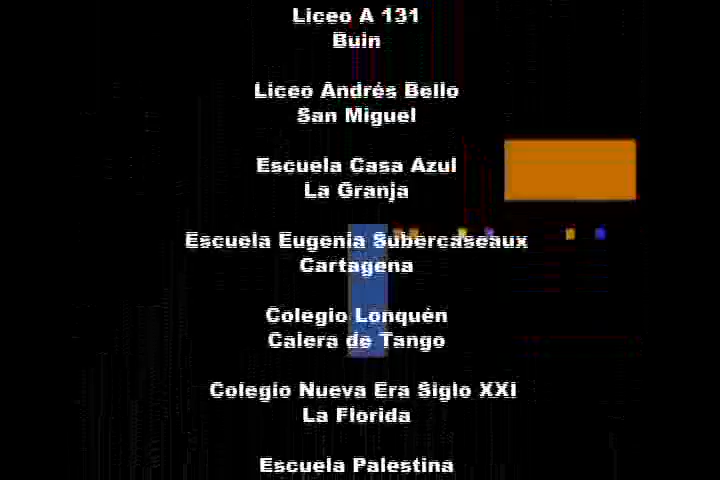 Liceo A 131
Buin
Liceo Andrés Bello
San Miguel
Escuela Casa Azul
La Granja
Escuela Eugenia Subercaseaux
Cartagena
Colegio Lonquén
Calera de Tango
Colegio Nueva Era Siglo XXI
La Florida
Escuela Palestina